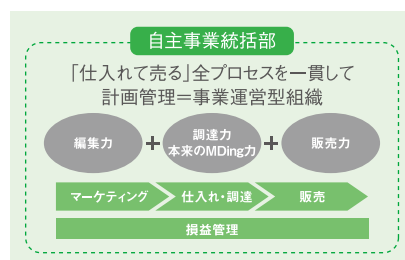 自主事業統括部
「仕入れて売る」全プロセスを一貫して
計画管理＝事業運営型組織
編集力
+
調達力
本来のMDing力
+
販売力
マーケティング
仕入れ・調達
販売
損益管理